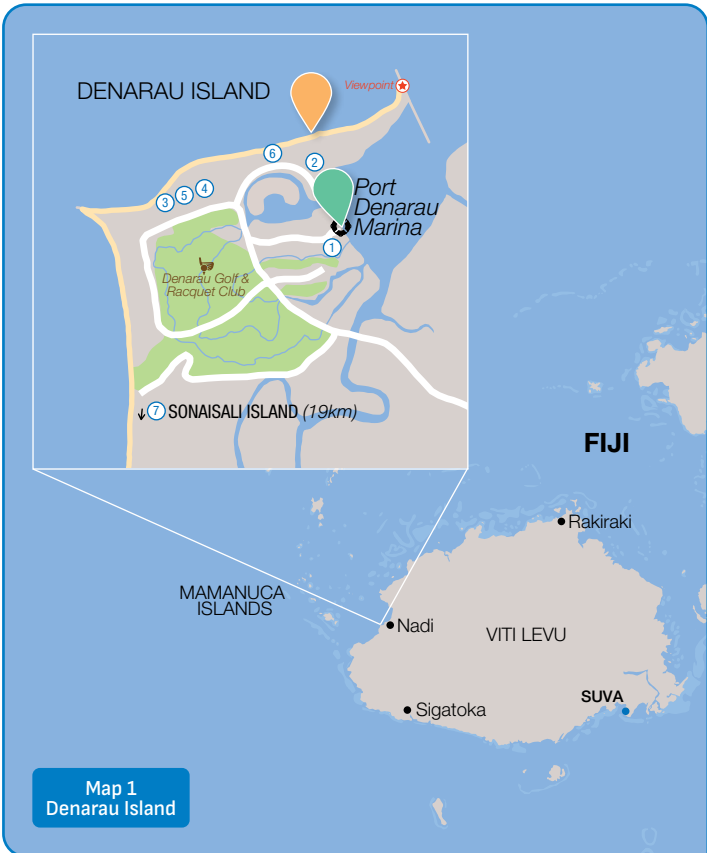 DENARAU ISLAND
Viewpoint
6
2
3
5
4
Port
Denarau
Marina
1
Denarau Golf &
Racquet Club
7 SONAISALI ISLAND (19km)
FIJI
Rakiraki
MAMANUCA
ISLANDS
Nadi
VITI LEVU
SUVA
Sigatoka
Map 1
Denarau Island